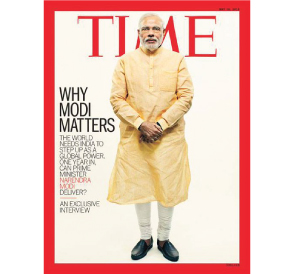 TIME
WHY
MODI
MATTERS
THE WORLD
NEEDS INDIA TO
STEP UP AS A
GLOBAL POWER.
ONE YEAR IN,
CAN PRIME
MINISTER
NARENDRA
MODI
DELIVER?
AN EXCLUSIVE
INTERVIEW